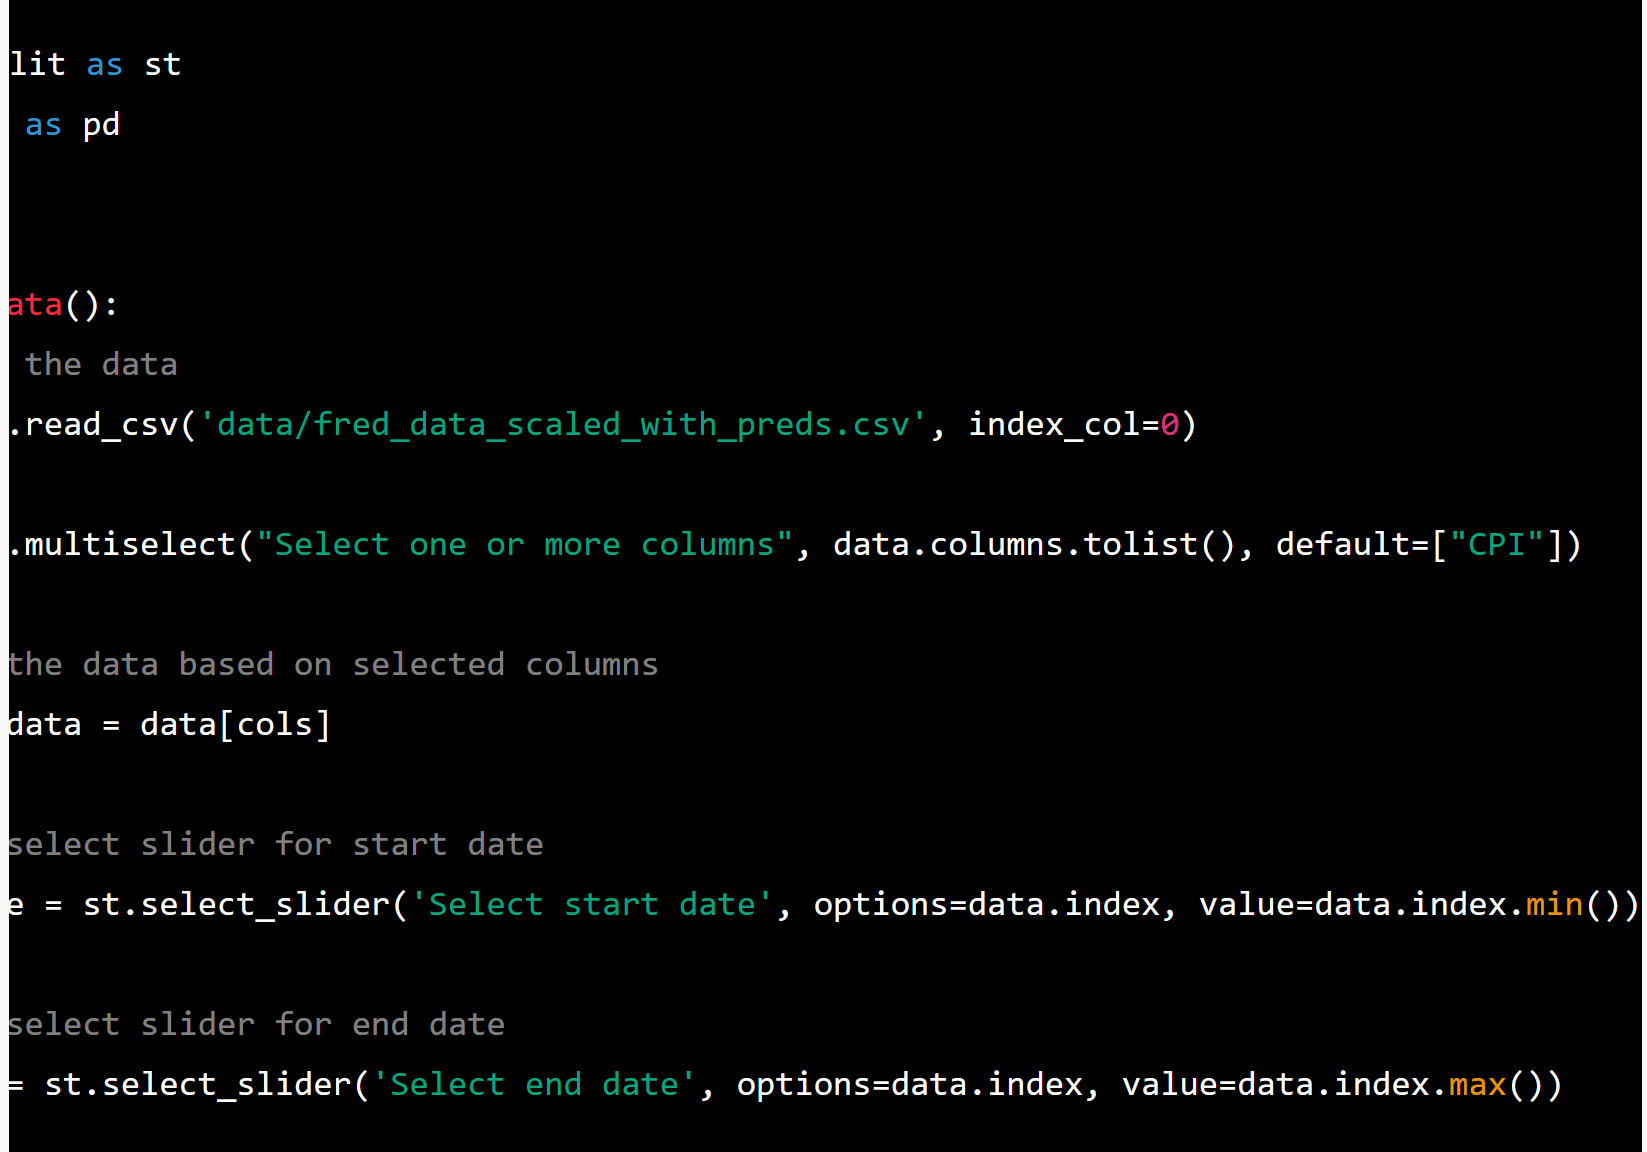 lit as st
as pd
ata():
the data
.read_csv('data/fred_data_scaled_with_preds.csv', index_col=0)
.multiselect("Select one or more columns", data.columns.tolist(), default=["CPI"])
the data based on selected columns
data = data[cols]
select slider for start date
e = st.select_slider('Select start date', options=data.index, value=data.index.min())
select slider for end date
= st.select_slider('Select end date', options=data.index, value=data.index.max())